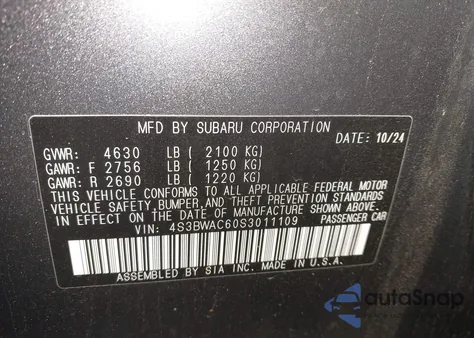 MFD BY SUBARU CORPORATION
DATE: 10/24
GVWR: 4630 LB ( 2100 KG)
GAWR: F 2756 LB ( 1250 KG)
GAWR: R 2690 LB ( 1220 KG)
THIS VEHICLE CONFORMS TO ALL APPLICABLE FEDERAL MOTOR
VEHICLE SAFETY, BUMPER, AND THEFT PREVENTION STANDARDS
IN EFFECT ON THE DATE OF MANUFACTURE SHOWN ABOVE.
VIN: 4S3BWAC60S3011109 PASSENGER CAR
ASSEMBLED BY SIA INC. MADE IN U.S.A.
autoSnap